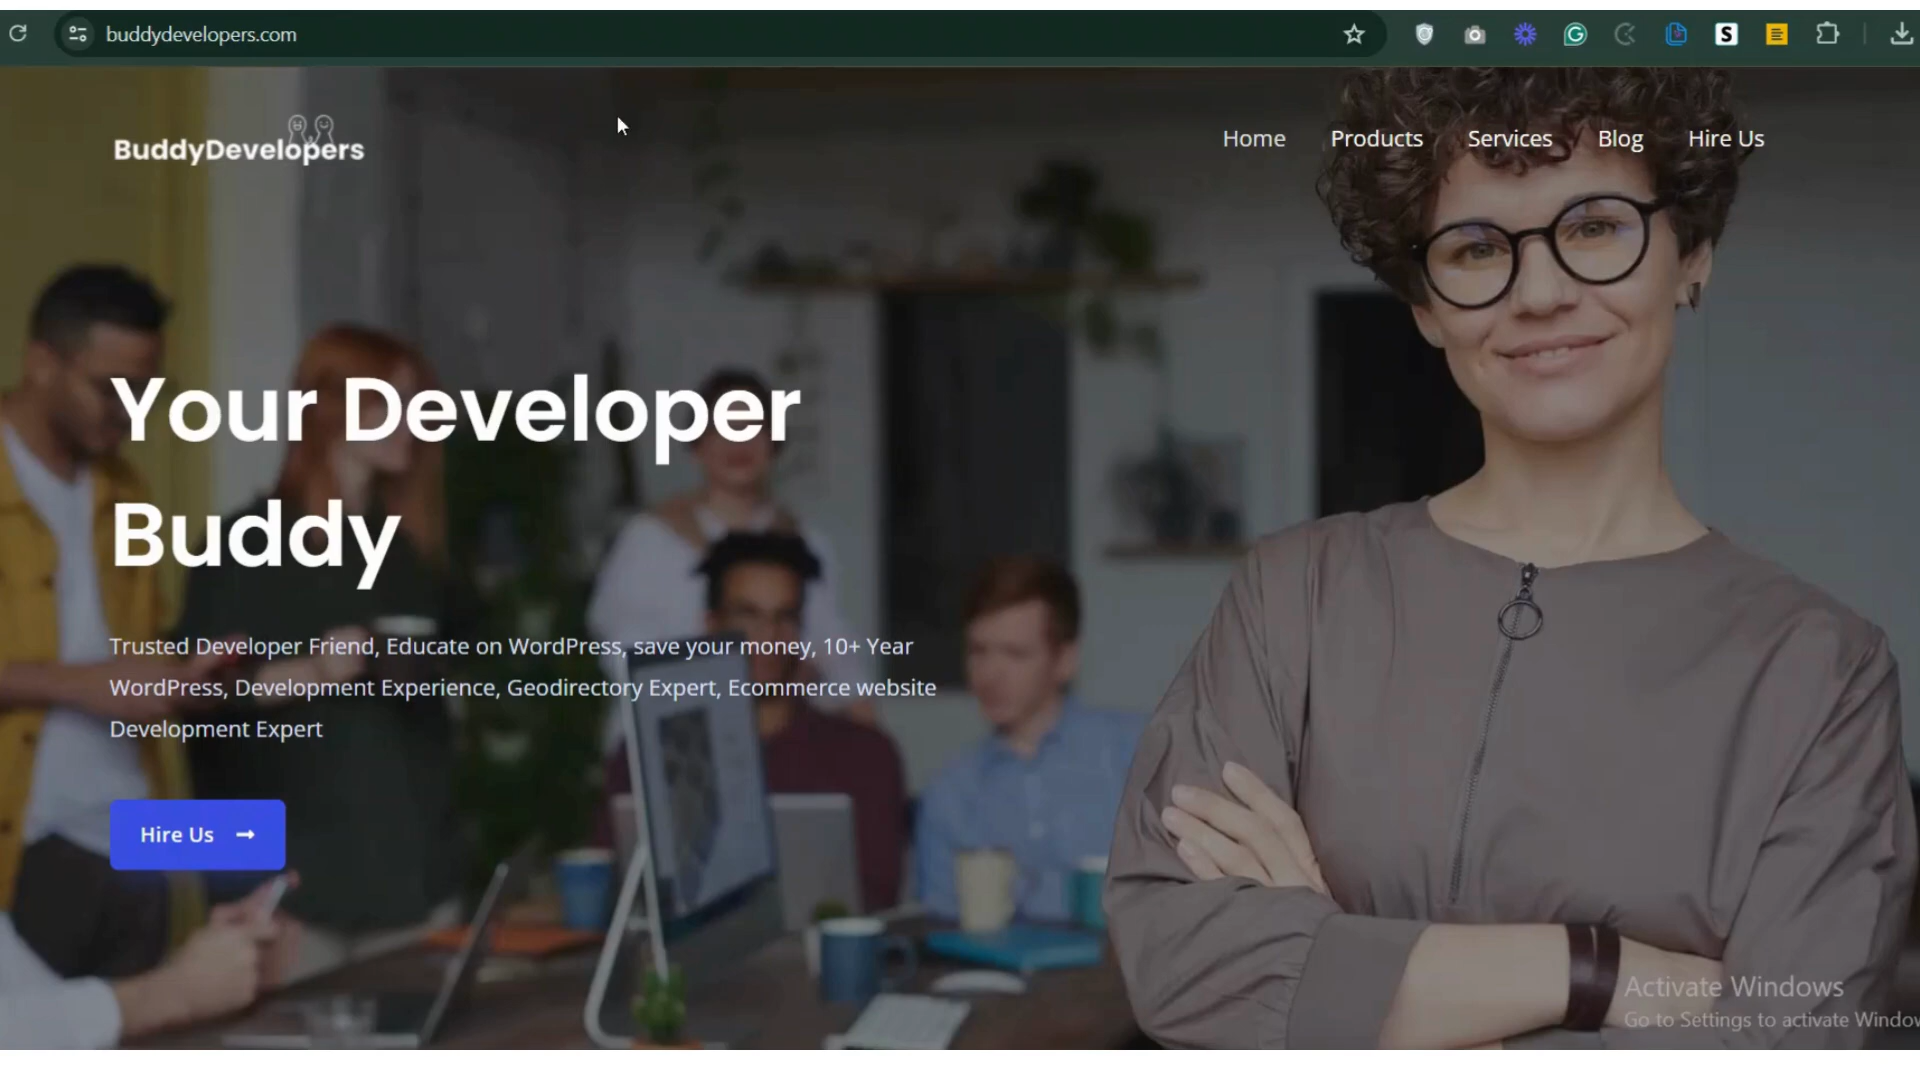 buddydevelopers.com
S
BuddyDevelopers
Home Products Services Blog Hire Us
Your Developer
Buddy
Trusted Developer Friend, Educate on WordPress, save your money, 10+ Year
WordPress, Development Experience, Geodirectory Expert, Ecommerce website
Development Expert
Hire Us
Activate Windows
Go to Settings to activate Window